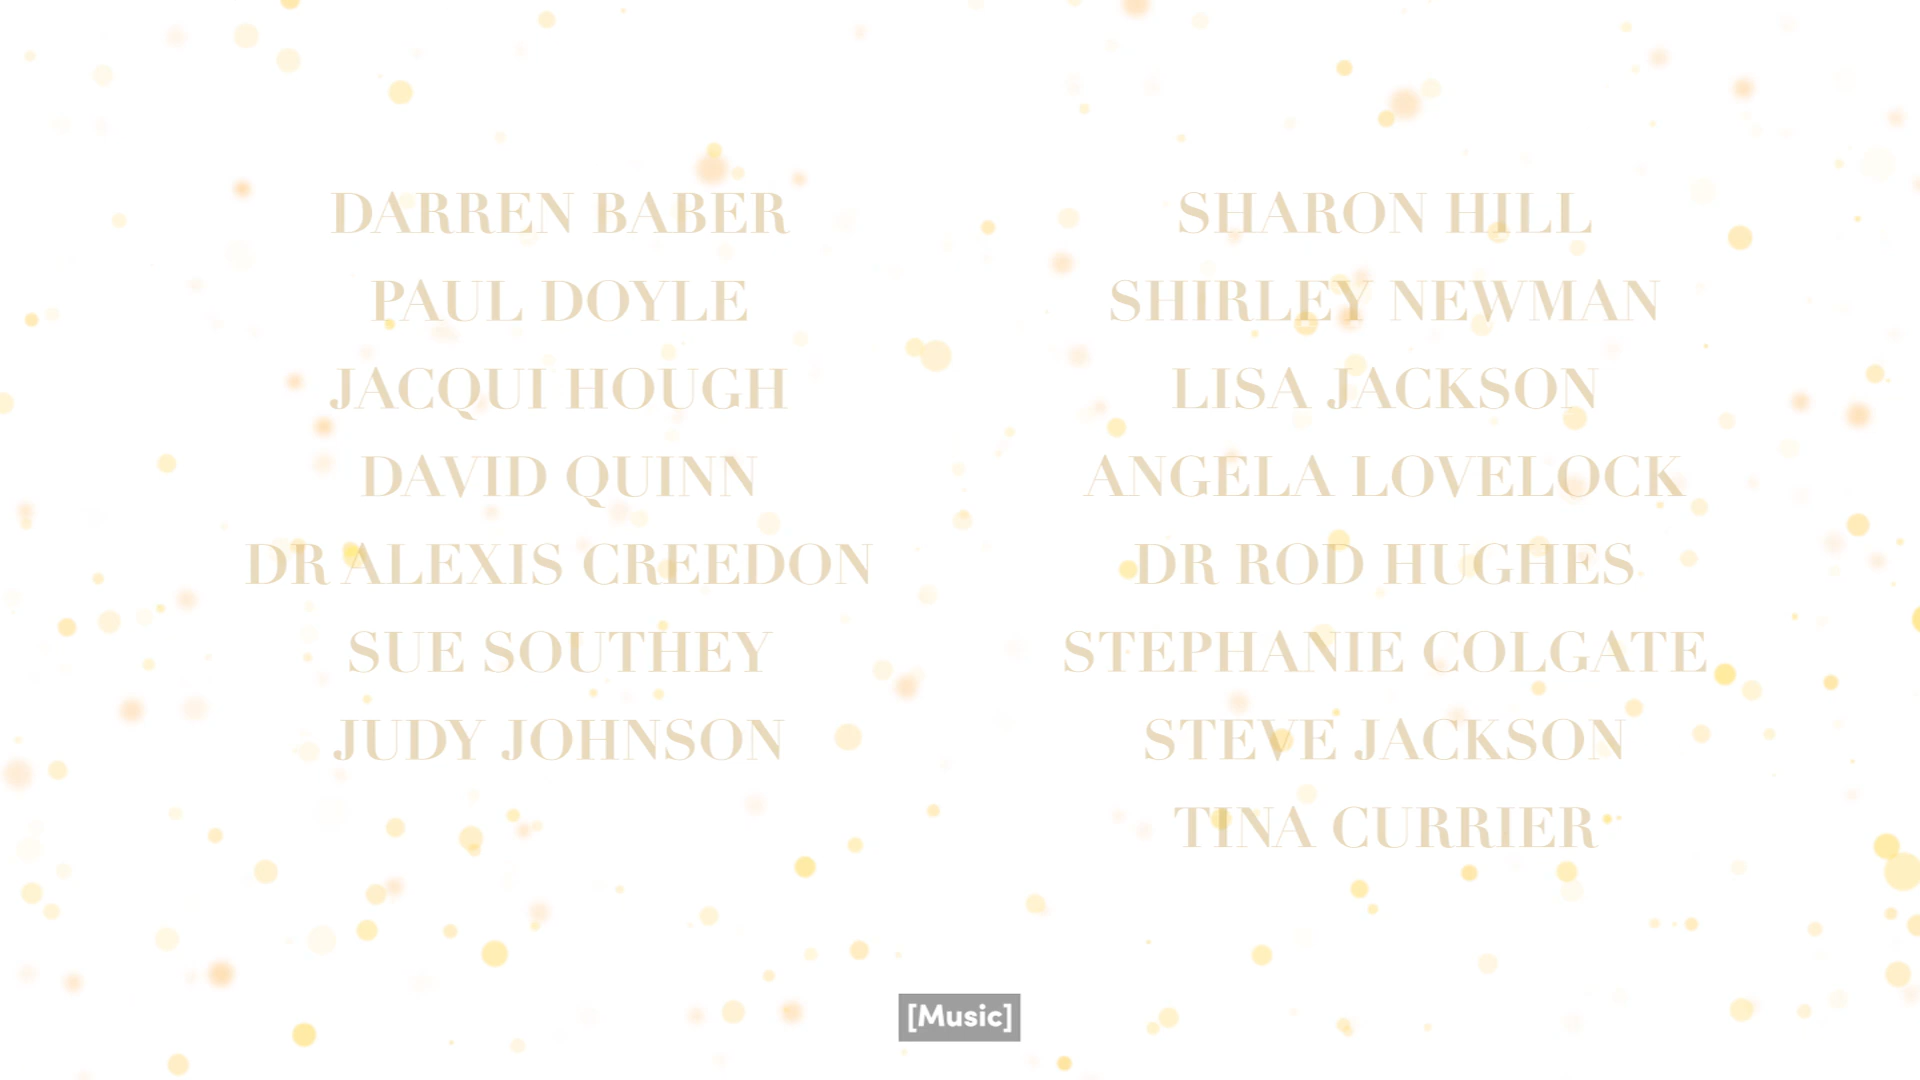 DARREN BABER
PAUL DOYLE
JACQUI HOUGH
DAVID QUINN
DR ALEXIS CREEDON
SUE SOUTHEY
JUDY JOHNSON
SHARON HILL
SHIRLEY NEWMAN
LISA JACKSON
ANGELA LOVELOCK
DR ROD HUGHES
STEPHANIE COLGATE
STEVE JACKSON
TINA CURRIER
[Music]